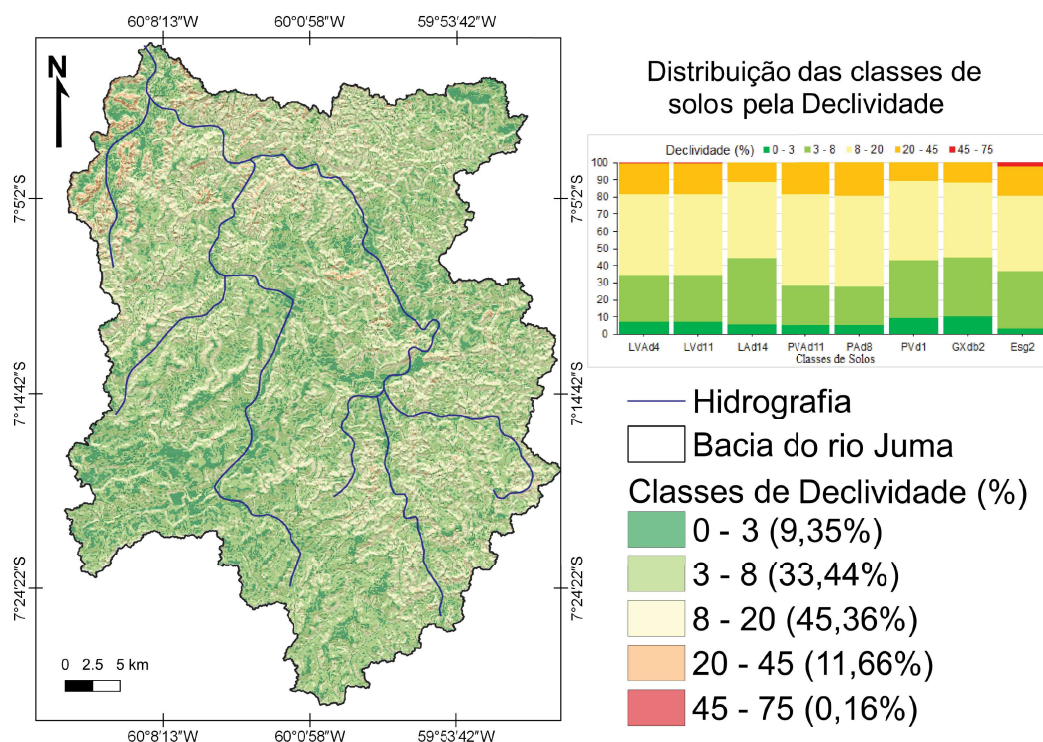 60°8'13"W 60°0'58"W 59°53'42"W
N
7°5'2"S
7°14'42"S
7°24'22"S
7°5'2"S
7°14'42"S
7°24'22"S
0 2.5 5 km
60°8'13"W 60°0'58"W 59°53'42"W
Distribuição das classes de
solos pela Declividade
Declividade (%) 0 - 3 3 - 8 8 - 20 20 - 45 45 - 75
100
90
80
70
60
50
40
30
20
10
0
LVAd4 LVd11 LAd14 PVAd11 PAd8 PVd1 GXdb2 Esg2
Classes de Solos
Hidrografia
Bacia do rio Juma
Classes de Declividade (%)
0 - 3 (9,35%)
3 - 8 (33,44%)
8 - 20 (45,36%)
20 - 45 (11,66%)
45 - 75 (0,16%)